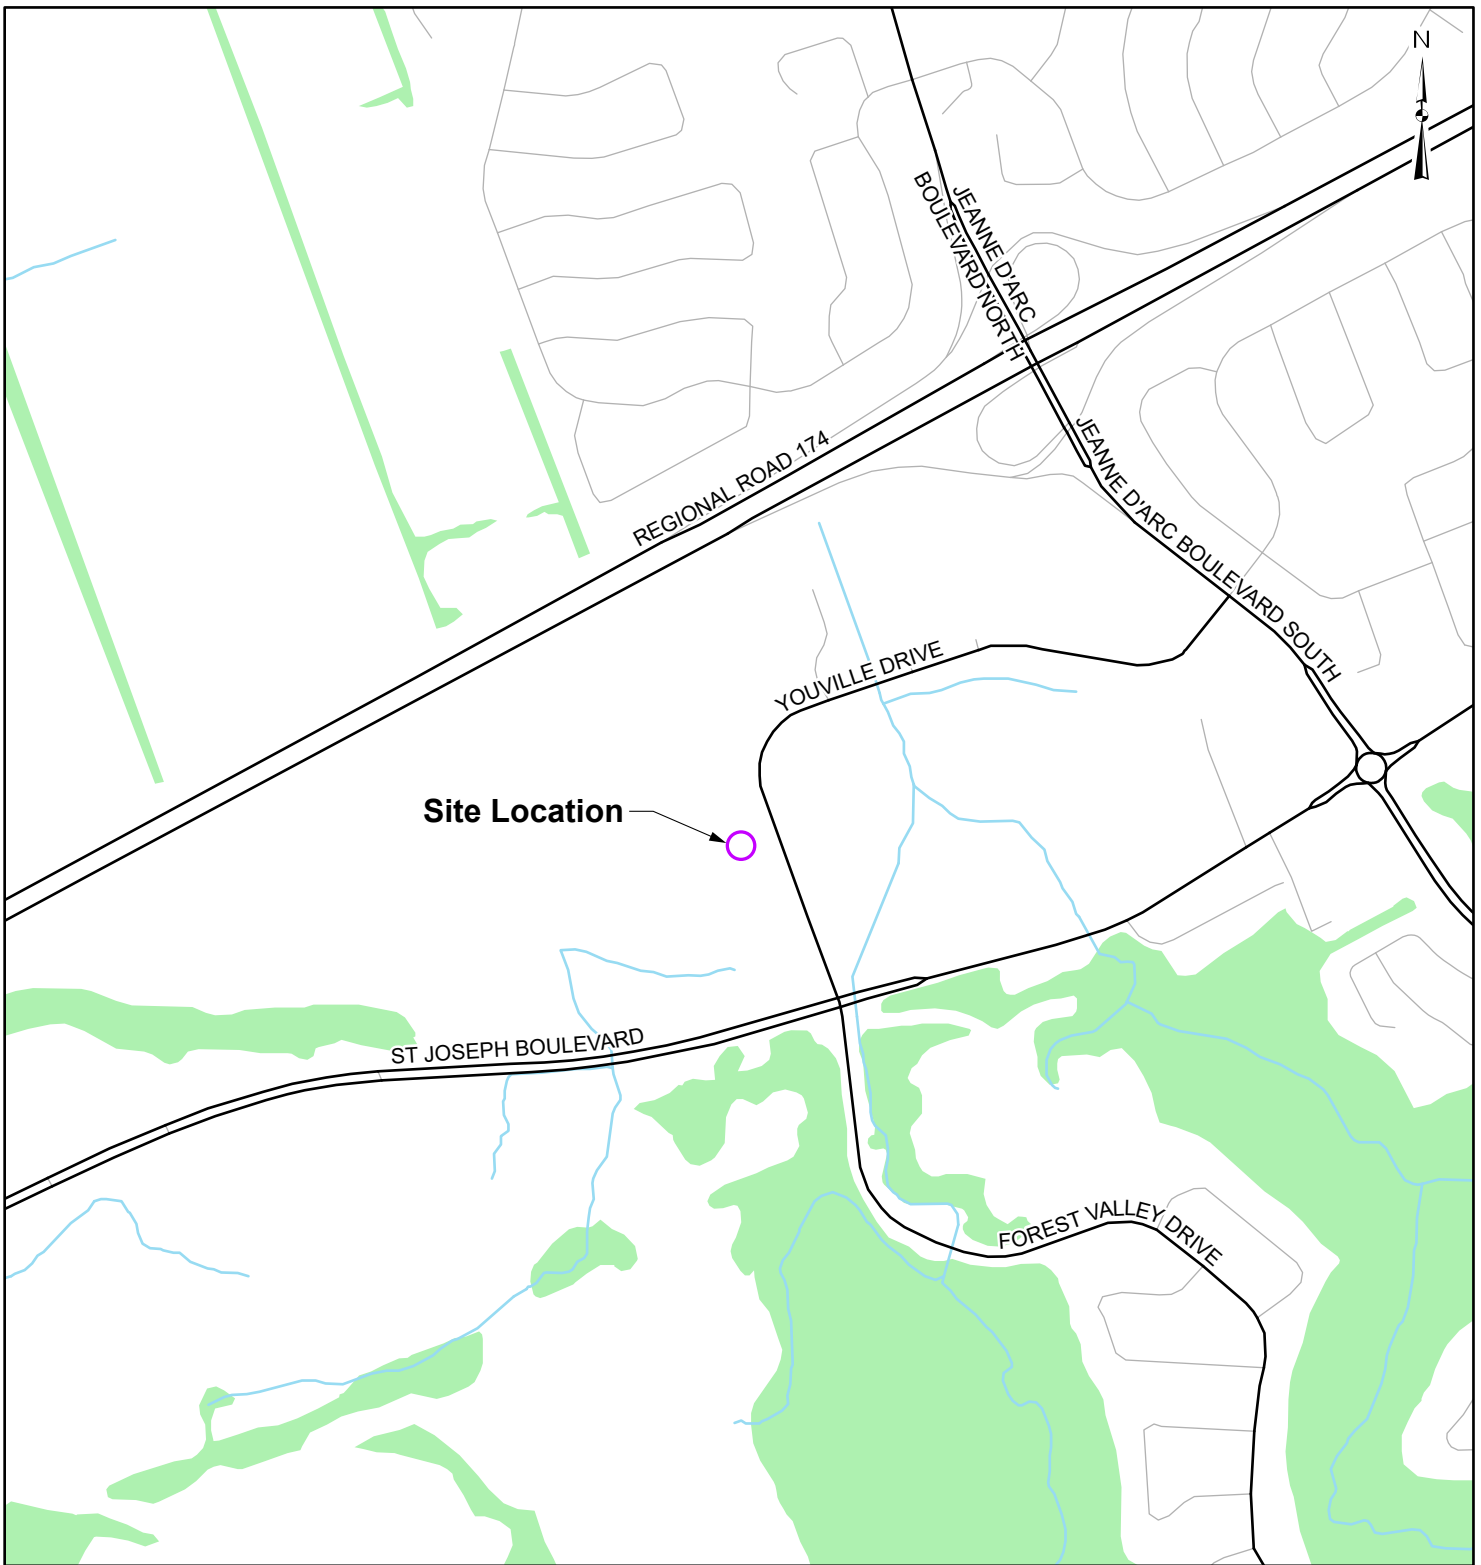 N
JEANNE D'ARC
BOULEVARD NORTH
REGIONAL ROAD 174
JEANNE D'ARC BOULEVARD SOUTH
YOUVILLE DRIVE
Site Location
ST JOSEPH BOULEVARD
FOREST VALLEY DRIVE